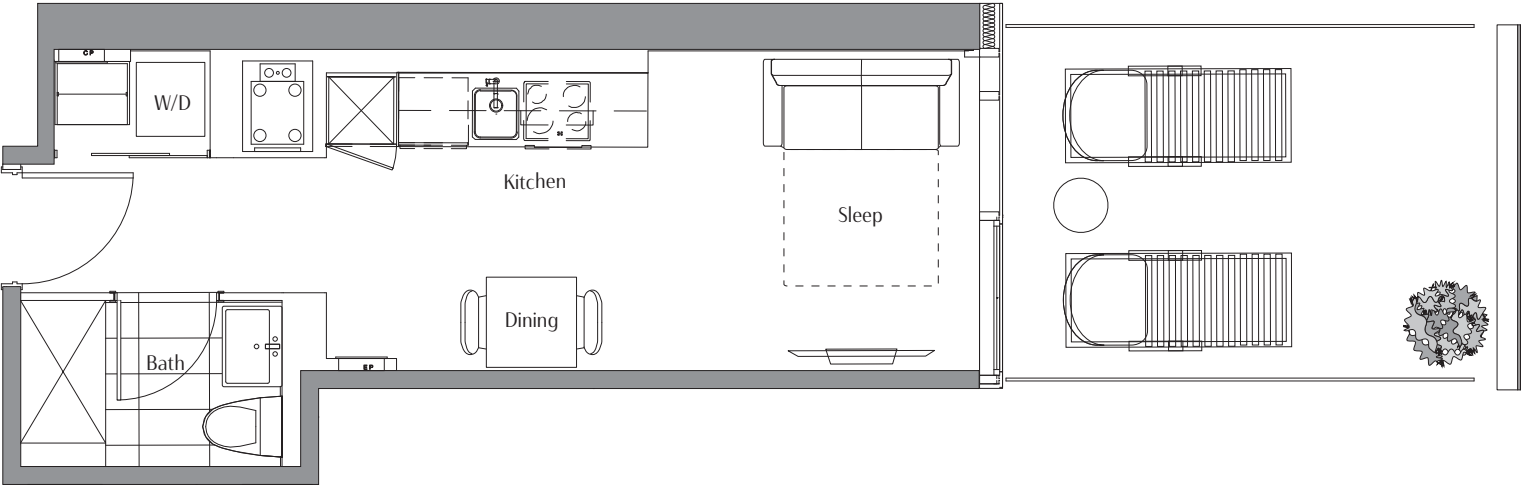 CP
W/D
Kitchen
Sleep
Dining
Bath
EP